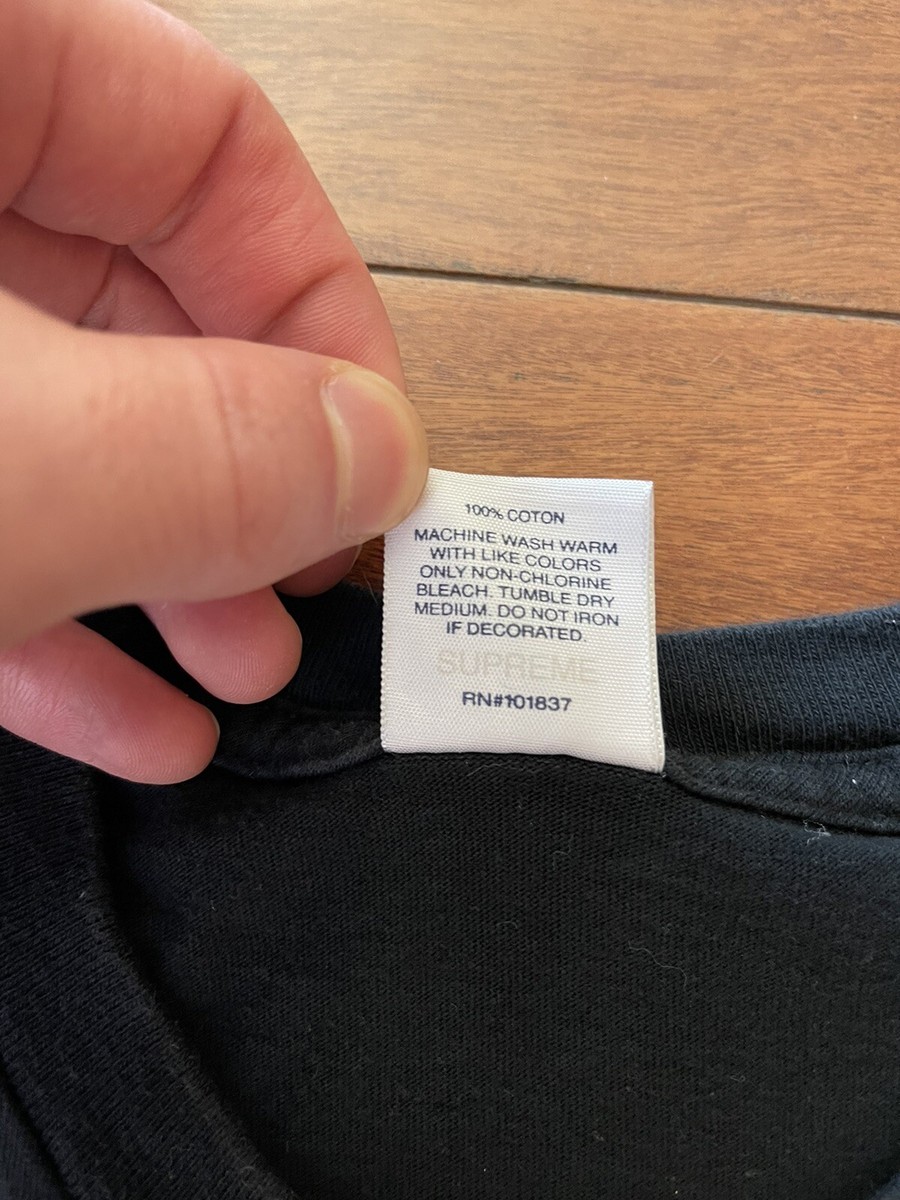 100% COTON
MACHINE WASH WARM
WITH LIKE COLORS
ONLY NON-CHLORINE
BLEACH. TUMBLE DRY
MEDIUM. DO NOT IRON
IF DECORATED.
SUPREME
RN#101837